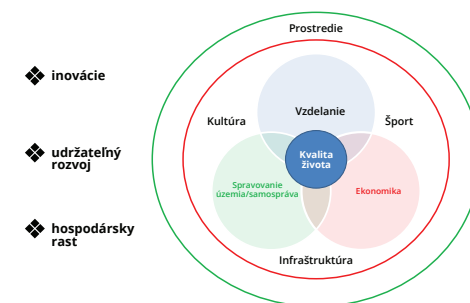 Prostredie
inovácie
Vzdelanie
Kultúra
Šport
udržateľný
rozvoj
Kvalita
života
Spravovanie
územia/samospráva
Ekonomika
hospodársky
rast
Infraštruktúra